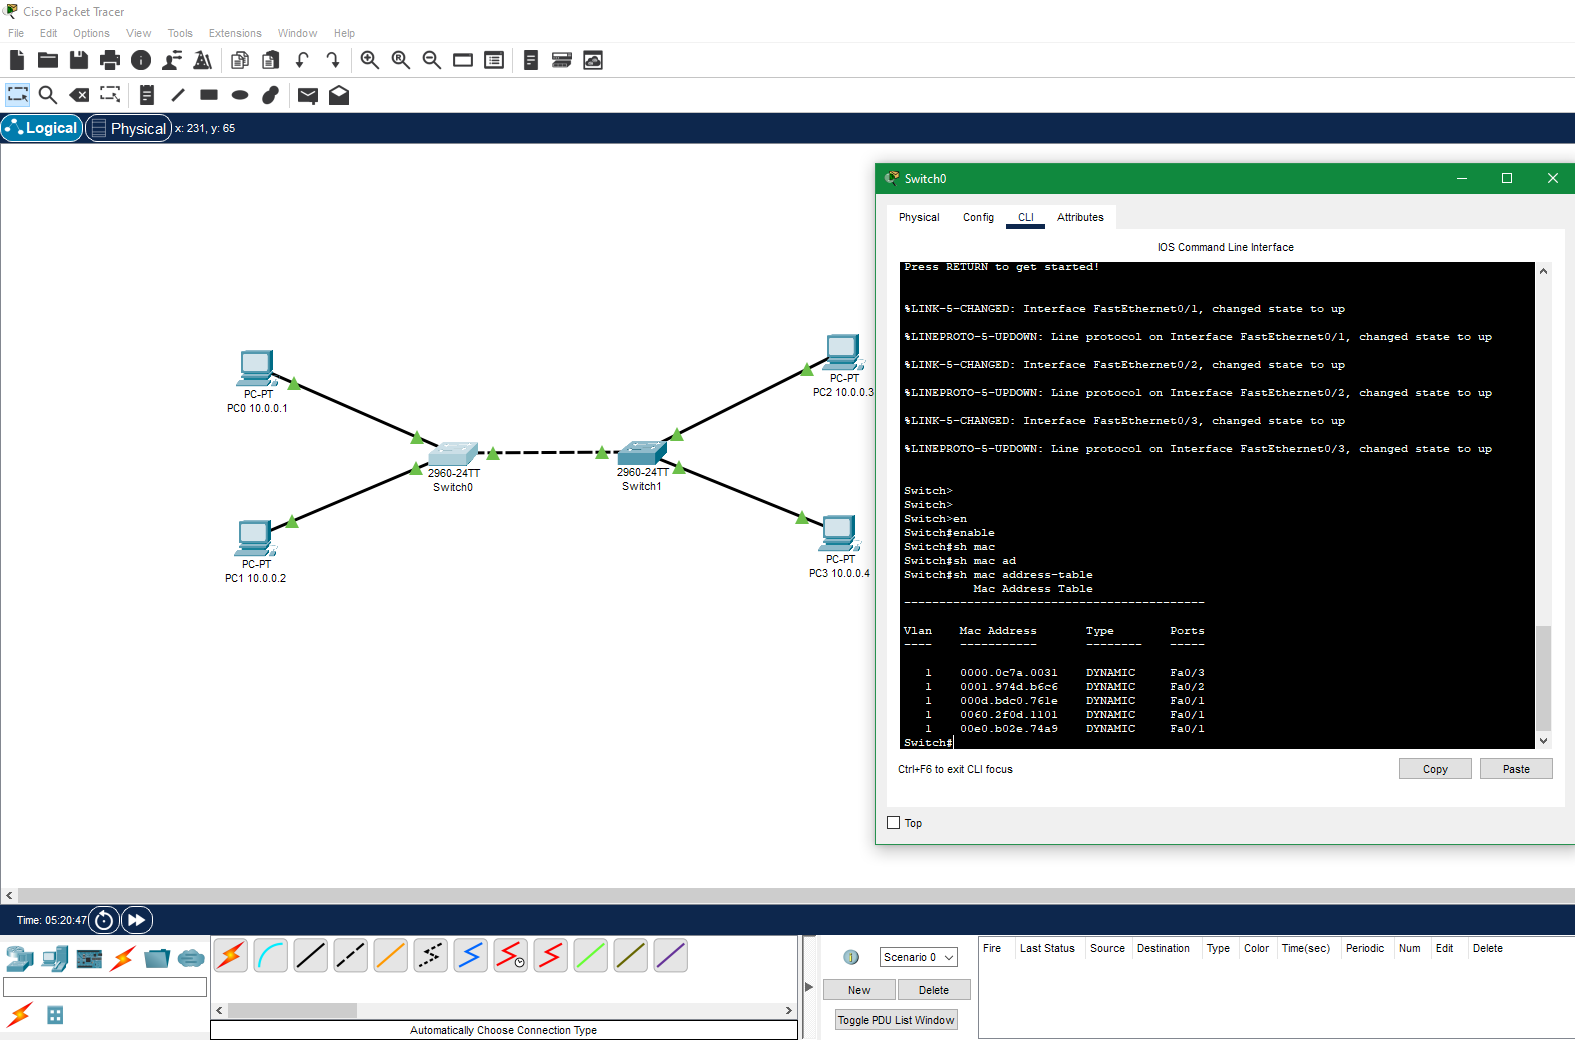 Cisco Packet Tracer
File Edit Options View Tools Extensions Window Help
Logical Physical x: 231, y: 65
PC-PT
PC0 10.0.0.1
PC-PT
PC1 10.0.0.2
2960-24TT
Switch0
2960-24TT
Switch1
PC-PT
PC2 10.0.0.3
PC-PT
PC3 10.0.0.4
Switch0
Physical Config CLI Attributes
IOS Command Line Interface
Press RETURN to get started!
%LINK-5-CHANGED: Interface FastEthernet0/1, changed state to up
%LINEPROTO-5-UPDOWN: Line protocol on Interface FastEthernet0/1, changed state to up
%LINK-5-CHANGED: Interface FastEthernet0/2, changed state to up
%LINEPROTO-5-UPDOWN: Line protocol on Interface FastEthernet0/2, changed state to up
%LINK-5-CHANGED: Interface FastEthernet0/3, changed state to up
%LINEPROTO-5-UPDOWN: Line protocol on Interface FastEthernet0/3, changed state to up
Switch>
Switch>
Switch>en
Switch#enable
Switch#sh mac
Switch#sh mac ad
Switch#sh mac address-table
Mac Address Table
-------------------------------------------
Vlan Mac Address Type Ports
---- ----------- -------- -----
1 0000.0c7a.0031 DYNAMIC Fa0/3
1 0001.974d.b6c6 DYNAMIC Fa0/2
1 000d.bdc0.761e DYNAMIC Fa0/1
1 0060.2f0d.1101 DYNAMIC Fa0/1
1 00e0.b02e.74a9 DYNAMIC Fa0/1
Switch#
Ctrl+F6 to exit CLI focus
Copy Paste
Top
Time: 05:20:47
Automatically Choose Connection Type
Scenario 0
New Delete
Toggle PDU List Window
Fire Last Status Source Destination Type Color Time(sec) Periodic Num Edit Delete